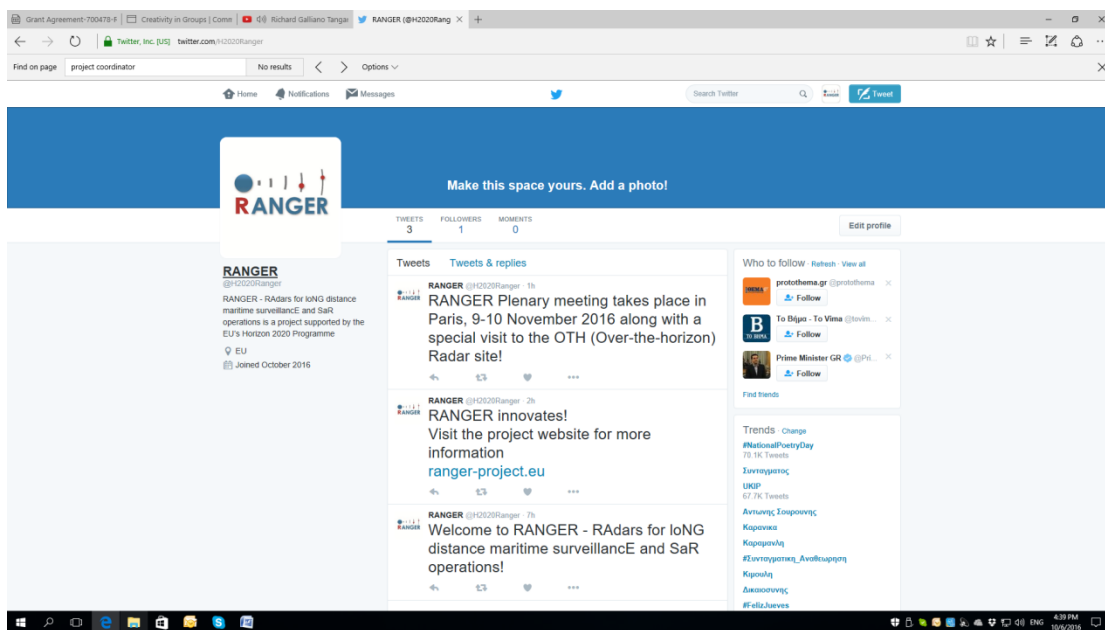 Grant Agreement-700478-F
Creativity in Groups | Comn
Richard Galliano Tangar
RANGER (@H2020Rang
Twitter, Inc. [US] twitter.com/H2020Ranger
Find on page project coordinator No results Options
Home Notifications Messages Search Twitter Tweet
RANGER
Make this space yours. Add a photo!
TWEETS FOLLOWERS MOMENTS
3 1 0
Edit profile
RANGER
@H2020Ranger
RANGER - RAdars for loNG distance
maritime surveillancE and SaR
operations is a project supported by the
EU's Horizon 2020 Programme
EU
Joined October 2016
Tweets Tweets & replies
RANGER @H2020Ranger · 1h
RANGER Plenary meeting takes place in
Paris, 9-10 November 2016 along with a
special visit to the OTH (Over-the-horizon)
Radar site!
RANGER @H2020Ranger · 2h
RANGER innovates!
Visit the project website for more
information
ranger-project.eu
RANGER @H2020Ranger · 7h
Welcome to RANGER - RAdars for loNG
distance maritime surveillancE and SaR
operations!
Who to follow · Refresh · View all
protothema.gr @protothema
Follow
Το Βήμα - To Vima @tovim...
Follow
Prime Minister GR @Pri...
Follow
Find friends
Trends · Change
#NationalPoetryDay
70.1K Tweets
Συνταγματος
UKIP
67.7K Tweets
Αντωνης Σουρουνης
Καρανικα
Καραμανλη
#Συνταγματικη_Αναθεωρηση
Κιμουλη
Δικαιοσυνης
#FelizJueves
ENG
4:39 PM
10/6/2016